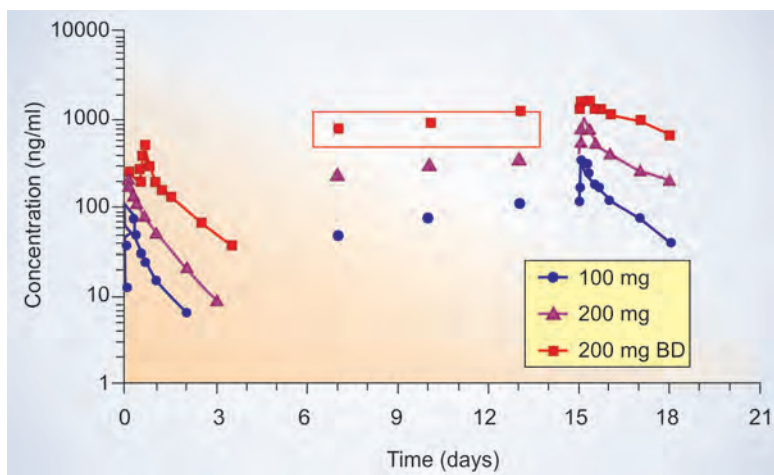 10000
1000
100
10
1
Concentration (ng/ml)
0 3 6 9 12 15 18 21
Time (days)
100 mg
200 mg
200 mg BD